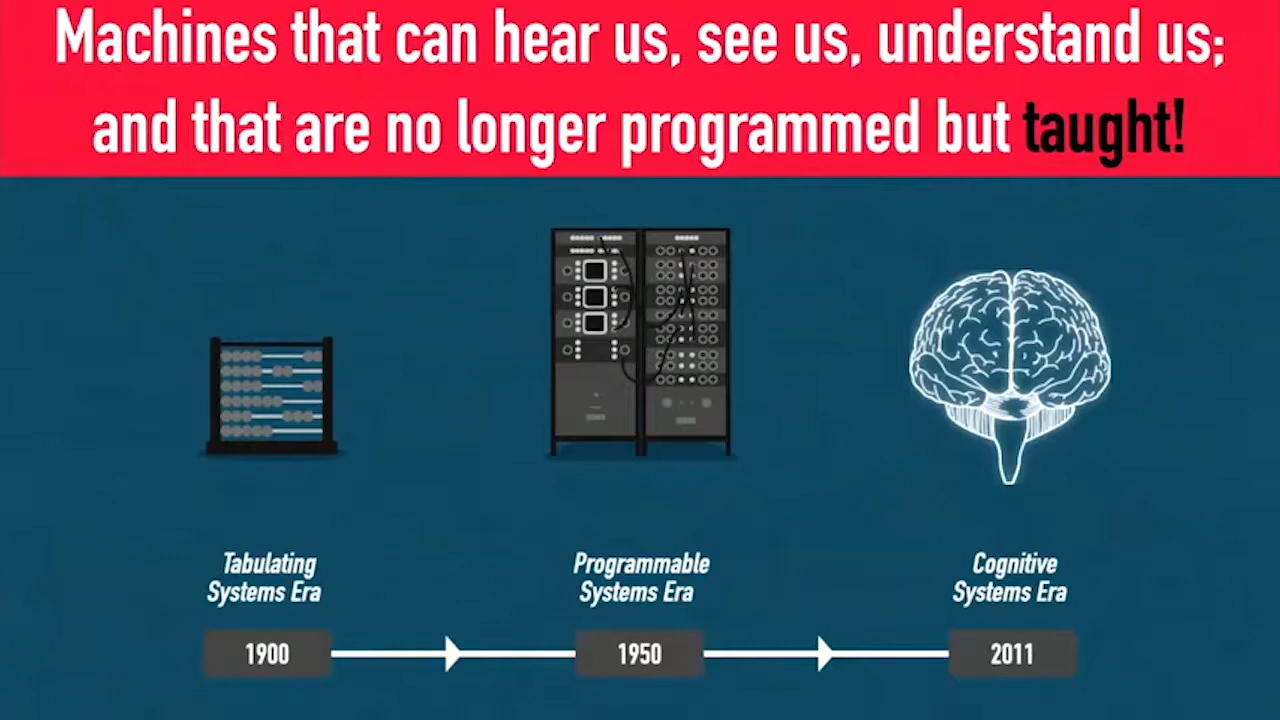 Machines that can hear us, see us, understand us;
and that are no longer programmed but taught!
Tabulating
Systems Era
Programmable
Systems Era
Cognitive
Systems Era
1900
1950
2011